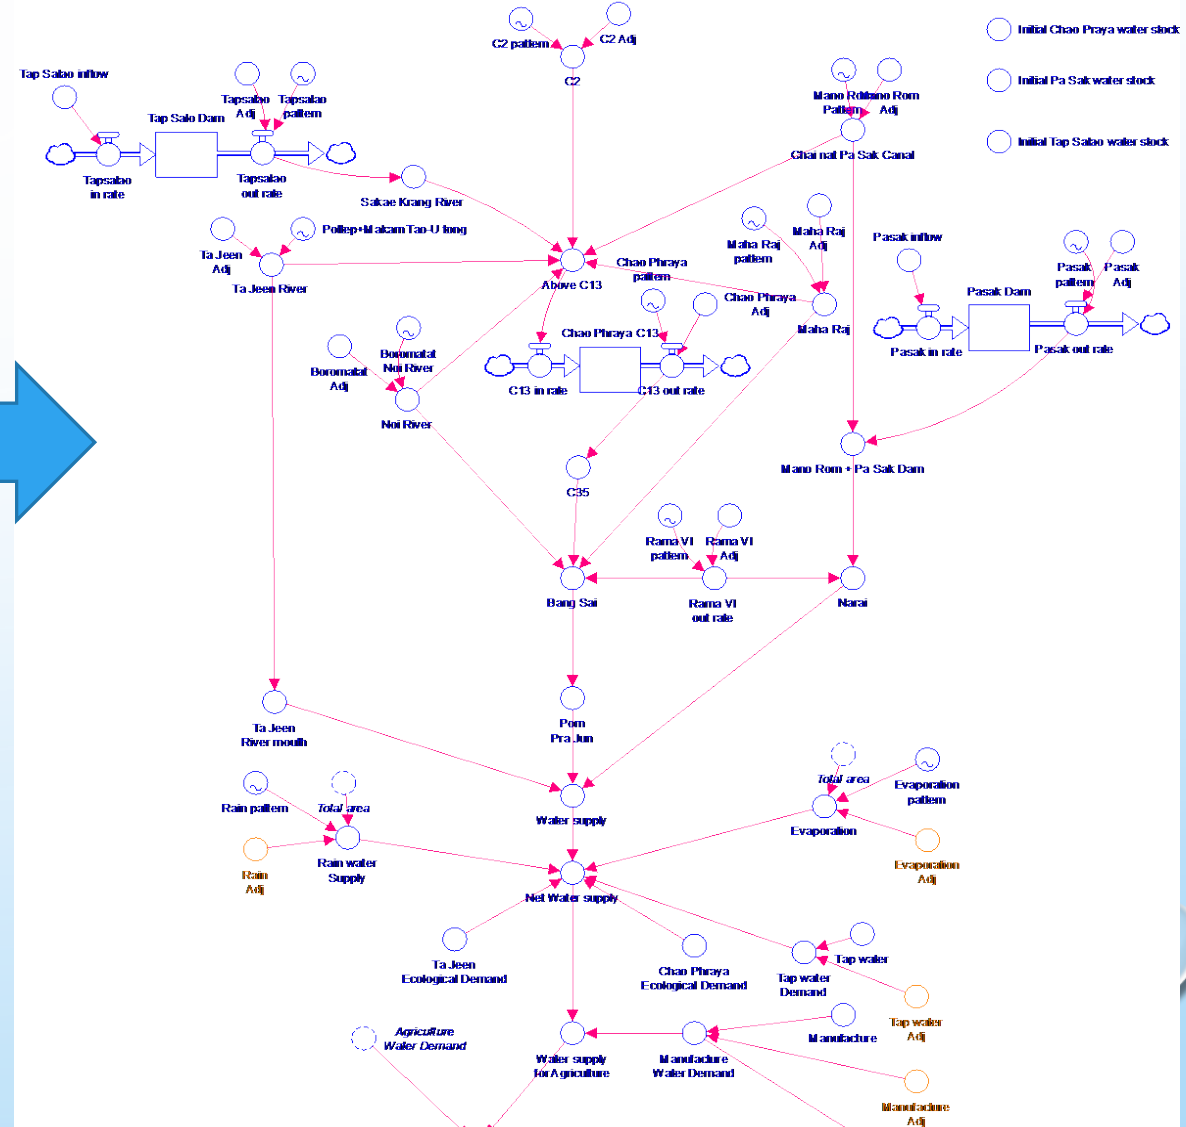 C2 pattern
C2 Adj
C2
Initial Chao Praya water stock
Initial Pa Sak water stock
Initial Tap Salao water stock
Tap Salao inflow
Tapsalao
Adj
Tapsalao
pattern
Tap Salo Dam
Tapsalao
in rate
Tapsalao
out rate
Sakae Krang River
Mano Rom
Pattern
Mano Rom
Adj
Chai nat Pa Sak Canal
Ta Jeen
Adj
Pollep+Makam Tao-U tong
Ta Jeen River
Above C13
Chao Phraya
pattern
Chao Phraya
Adj
Maha Raj
pattern
Maha Raj
Adj
Maha Raj
Pasak inflow
Pasak
pattern
Pasak
Adj
Pasak Dam
Pasak in rate
Pasak out rate
Boromatat
Adj
Boromatat
Noi River
Noi River
Chao Phraya C13
C13 in rate
C13 out rate
C35
Mano Rom + Pa Sak Dam
Rama VI
pattern
Rama VI
Adj
Bang Sai
Rama VI
out rate
Narai
Ta Jeen
River mouth
Pom
Pra Jun
Rain pattern
Total area
Rain
Adj
Rain water
Supply
Water supply
Total area
Evaporation
pattern
Evaporation
Evaporation
Adj
Net Water supply
Ta Jeen
Ecological Demand
Chao Phraya
Ecological Demand
Tap water
Demand
Tap water
Tap water
Adj
Agriculture
Water Demand
Water supply
for Agriculture
Manufacture
Water Demand
Manufacture
Manufacture
Adj